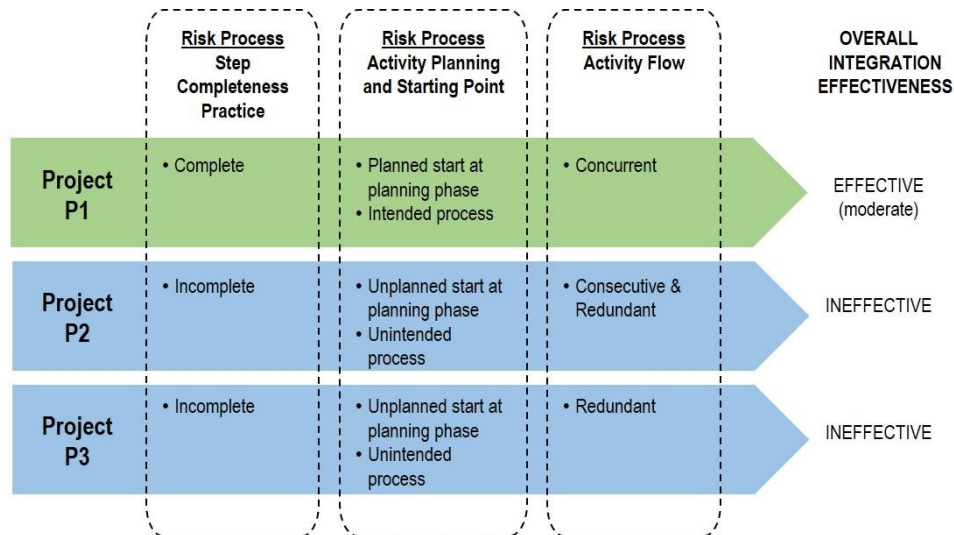 Risk Process
Step
Completeness
Practice
Risk Process
Activity Planning
and Starting Point
Risk Process
Activity Flow
OVERALL
INTEGRATION
EFFECTIVENESS
Project
P1
• Complete
• Planned start at
planning phase
• Intended process
• Concurrent
EFFECTIVE
(moderate)
Project
P2
• Incomplete
• Unplanned start at
planning phase
• Unintended
process
• Consecutive &
Redundant
INEFFECTIVE
Project
P3
• Incomplete
• Unplanned start at
planning phase
• Unintended
process
• Redundant
INEFFECTIVE